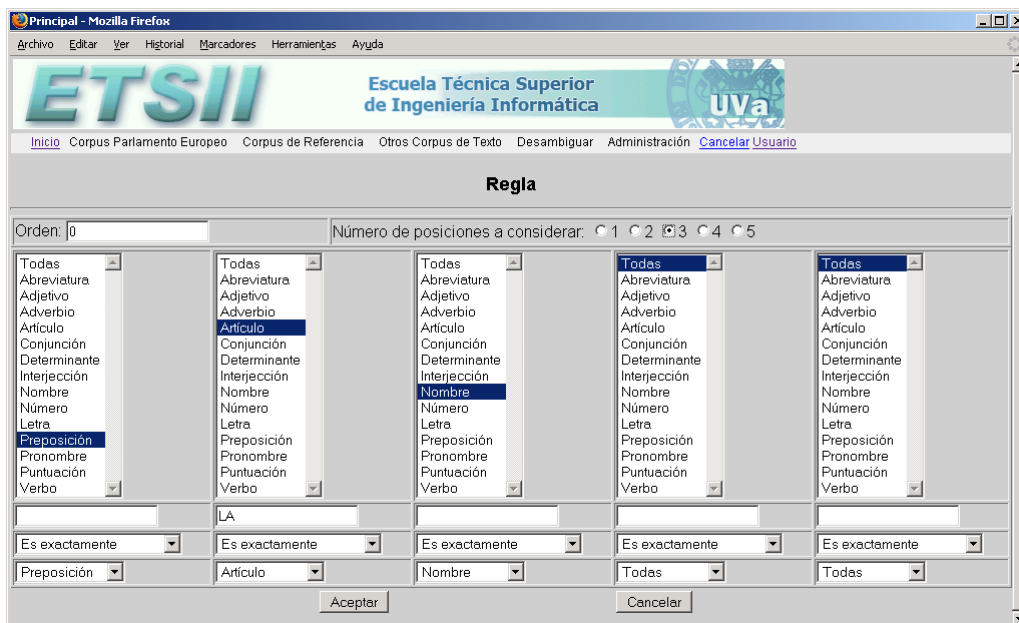 Principal - Mozilla Firefox
Archivo Editar Ver Historial Marcadores Herramientas Ayuda
ETSII
Escuela Técnica Superior
de Ingeniería Informática
UVa
Inicio Corpus Parlamento Europeo Corpus de Referencia Otros Corpus de Texto Desambiguar Administración Cancelar Usuario
Regla
Orden: 0 Número de posiciones a considerar: 1 2 3 4 5
Todas Todas Todas Todas Todas
Abreviatura Abreviatura Abreviatura Abreviatura Abreviatura
Adjetivo Adjetivo Adjetivo Adjetivo Adjetivo
Adverbio Adverbio Adverbio Adverbio Adverbio
Artículo Artículo Artículo Artículo Artículo
Conjunción Conjunción Conjunción Conjunción Conjunción
Determinante Determinante Determinante Determinante Determinante
Interjección Interjección Interjección Interjección Interjección
Nombre Nombre Nombre Nombre Nombre
Número Número Número Número Número
Letra Letra Letra Letra Letra
Preposición Preposición Preposición Preposición Preposición
Pronombre Pronombre Pronombre Pronombre Pronombre
Puntuación Puntuación Puntuación Puntuación Puntuación
Verbo Verbo Verbo Verbo Verbo
LA
Es exactamente Es exactamente Es exactamente Es exactamente Es exactamente
Preposición Artículo Nombre Todas Todas
Aceptar Cancelar